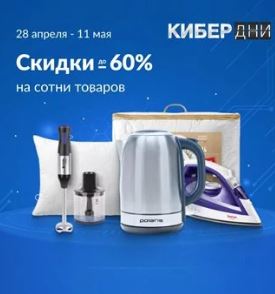 28 апреля - 11 мая
КИБЕР ДНИ
Скидки до 60%
на сотни товаров
polaris